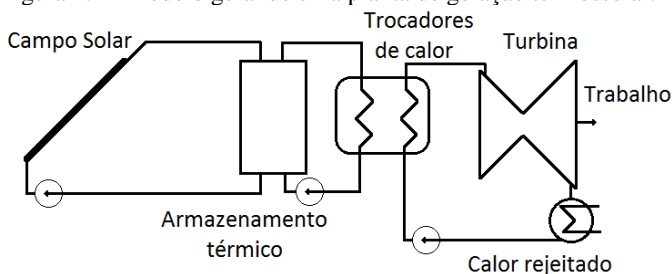 Trocadores
de calor
Campo Solar
Turbina
Trabalho
Armazenamento
térmico
Calor rejeitado